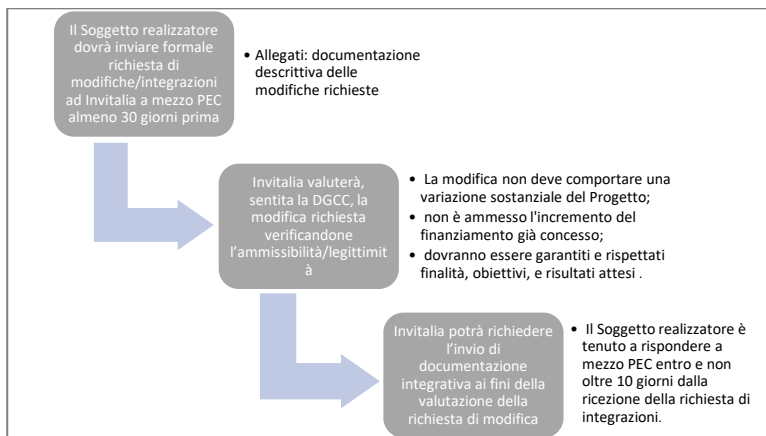 Il Soggetto realizzatore
dovrà inviare formale
richiesta di
modifiche/integrazioni
ad Invitalia a mezzo PEC
almeno 30 giorni prima
• Allegati: documentazione
descrittiva delle
modifiche richieste
Invitalia valuterà,
sentita la DGCC, la
modifica richiesta
verificandone
l'ammissibilità/legittimit
à
• La modifica non deve comportare una
variazione sostanziale del Progetto;
• non è ammesso l'incremento del
finanziamento già concesso;
• dovranno essere garantiti e rispettati
finalità, obiettivi, e risultati attesi .
Invitalia potrà richiedere
l'invio di
documentazione
integrativa ai fini della
valutazione della
richiesta di modifica
• Il Soggetto realizzatore è
tenuto a rispondere a
mezzo PEC entro e non
oltre 10 giorni dalla
ricezione della richiesta di
integrazioni.